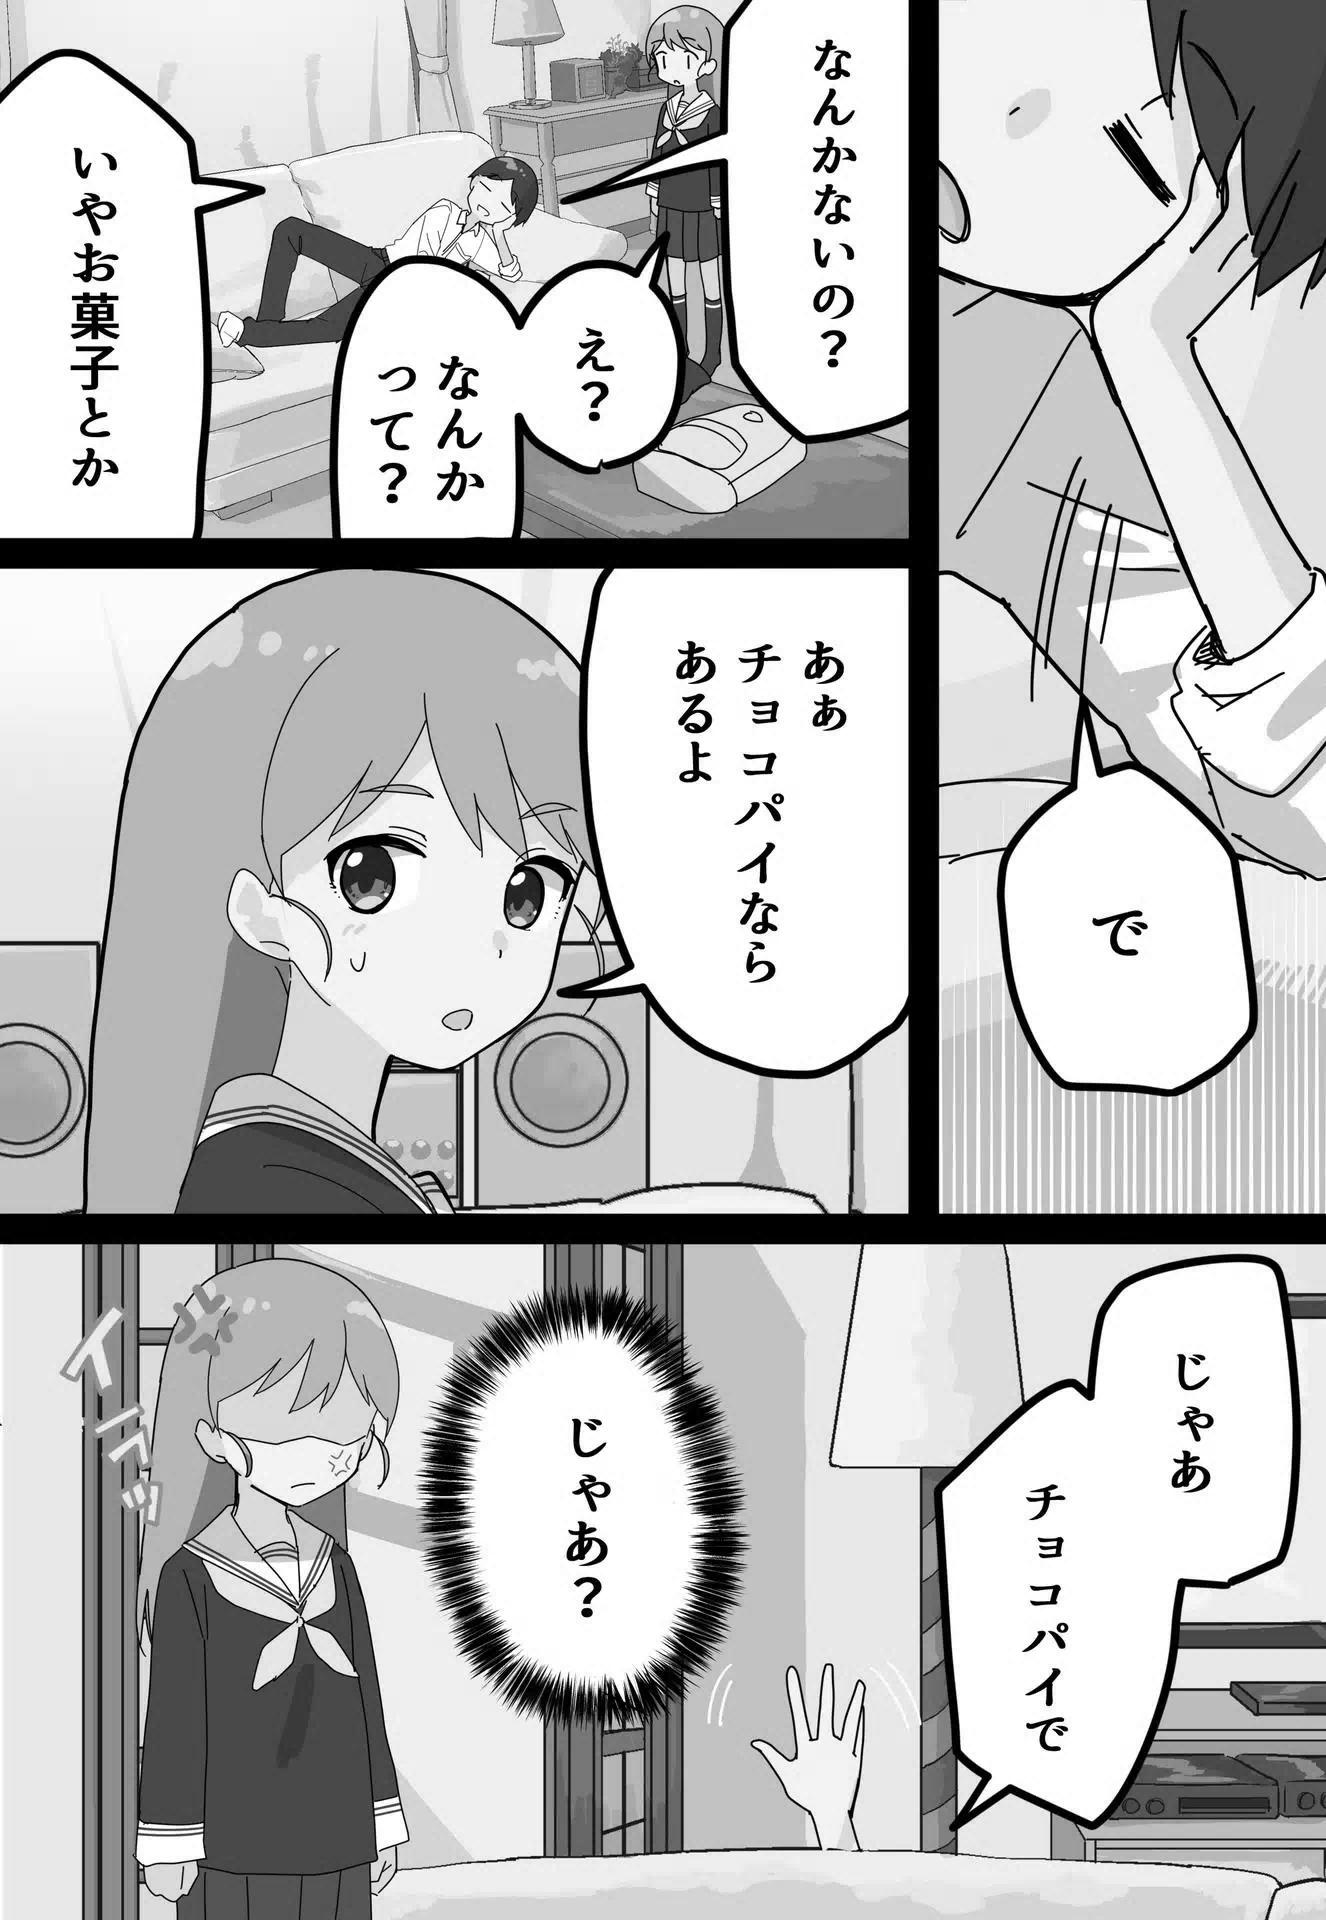 で
なんかないの？
え？
なんか
って？
いやお菓子とか
あぁ
チョコパイなら
あるよ
じゃあ
チョコパイで
じゃあ？
イラッ